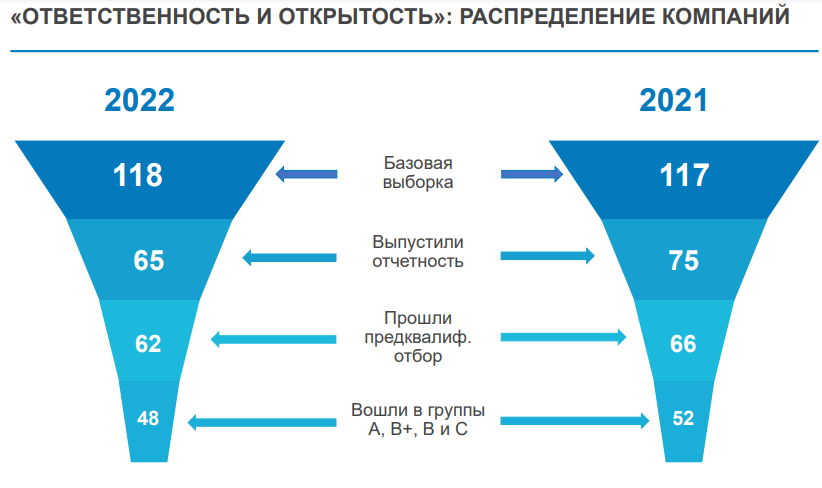 «ОТВЕТСТВЕННОСТЬ И ОТКРЫТОСТЬ»: РАСПРЕДЕЛЕНИЕ КОМПАНИЙ
2022
2021
118
Базовая
выборка
117
65
Выпустили
отчетность
75
62
Прошли
предквалиф.
отбор
66
48
Вошли в группы
A, B+, B и C
52